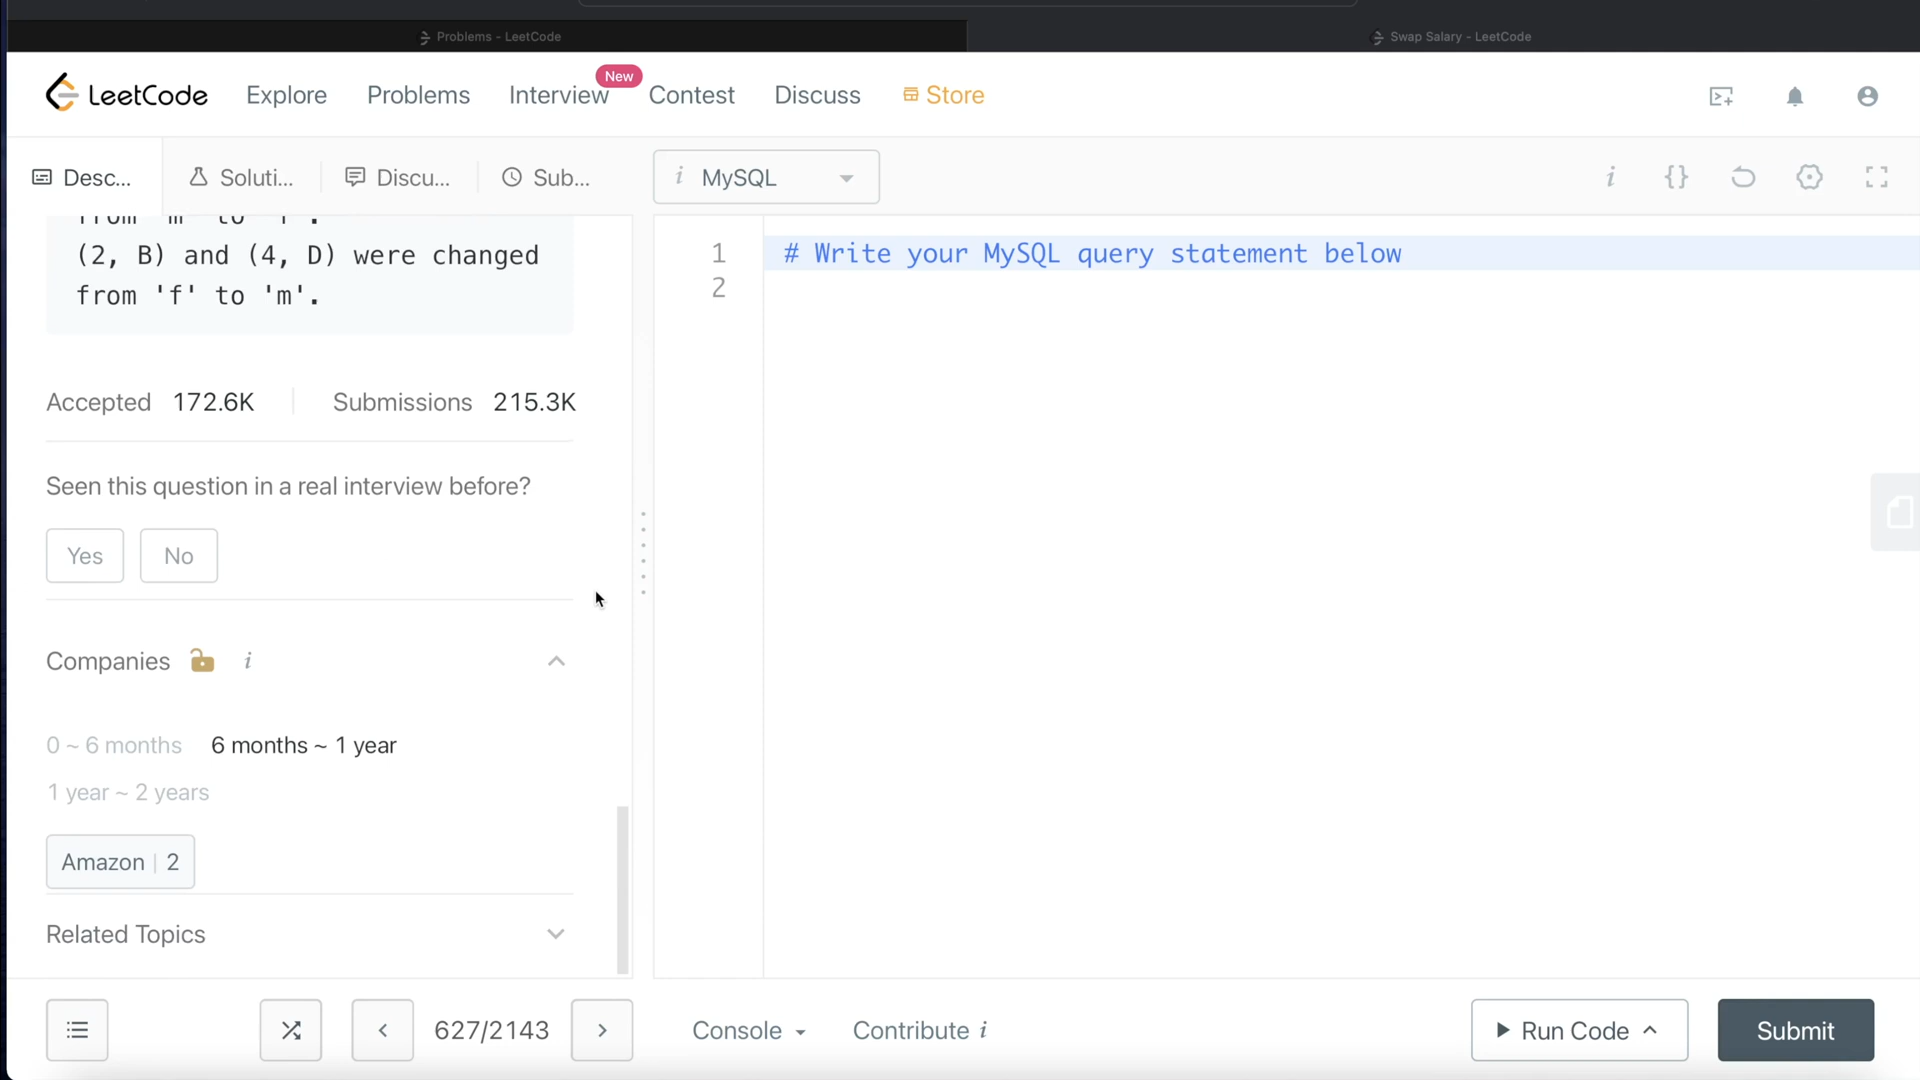 Problems - LeetCode
Swap Salary - LeetCode
LeetCode
Explore
Problems
Interview
New
Contest
Discuss
Store
Desc...
Soluti...
Discu...
Sub...
i MySQL
i
{}
from 'm' to 'f'.
(2, B) and (4, D) were changed
from 'f' to 'm'.
1 # Write your MySQL query statement below
2
Accepted 172.6K
Submissions 215.3K
Seen this question in a real interview before?
Yes
No
Companies i
0 ~ 6 months
6 months ~ 1 year
1 year ~ 2 years
Amazon | 2
Related Topics
627/2143
Console
Contribute i
Run Code
Submit